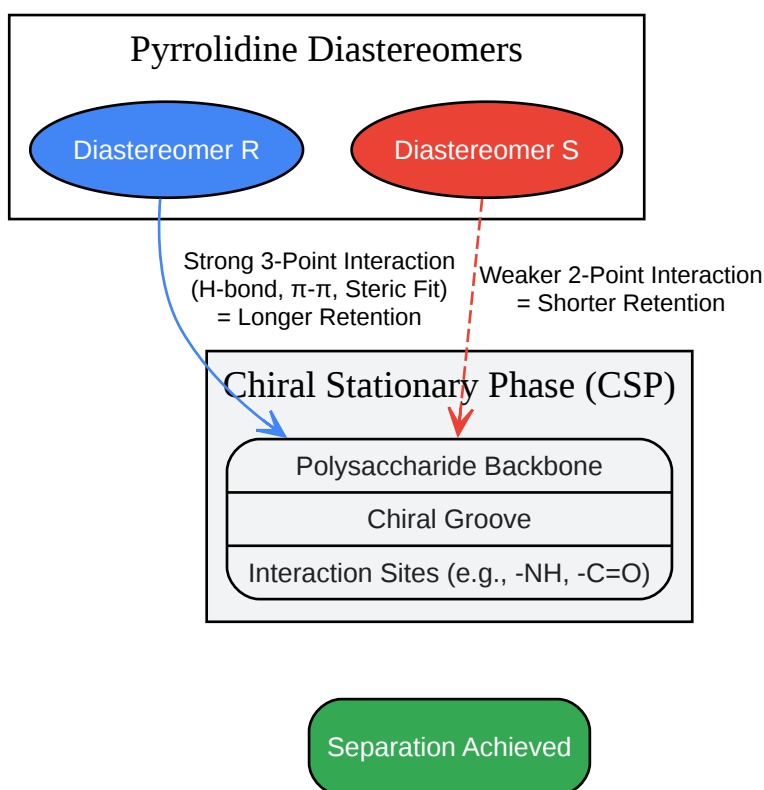 Pyrrolidine Diastereomers
Diastereomer R
Diastereomer S
Strong 3-Point Interaction
(H-bond, π-π, Steric Fit)
= Longer Retention
Weaker 2-Point Interaction
= Shorter Retention
Chiral Stationary Phase (CSP)
Polysaccharide Backbone
Chiral Groove
Interaction Sites (e.g., -NH, -C=O)
Separation Achieved